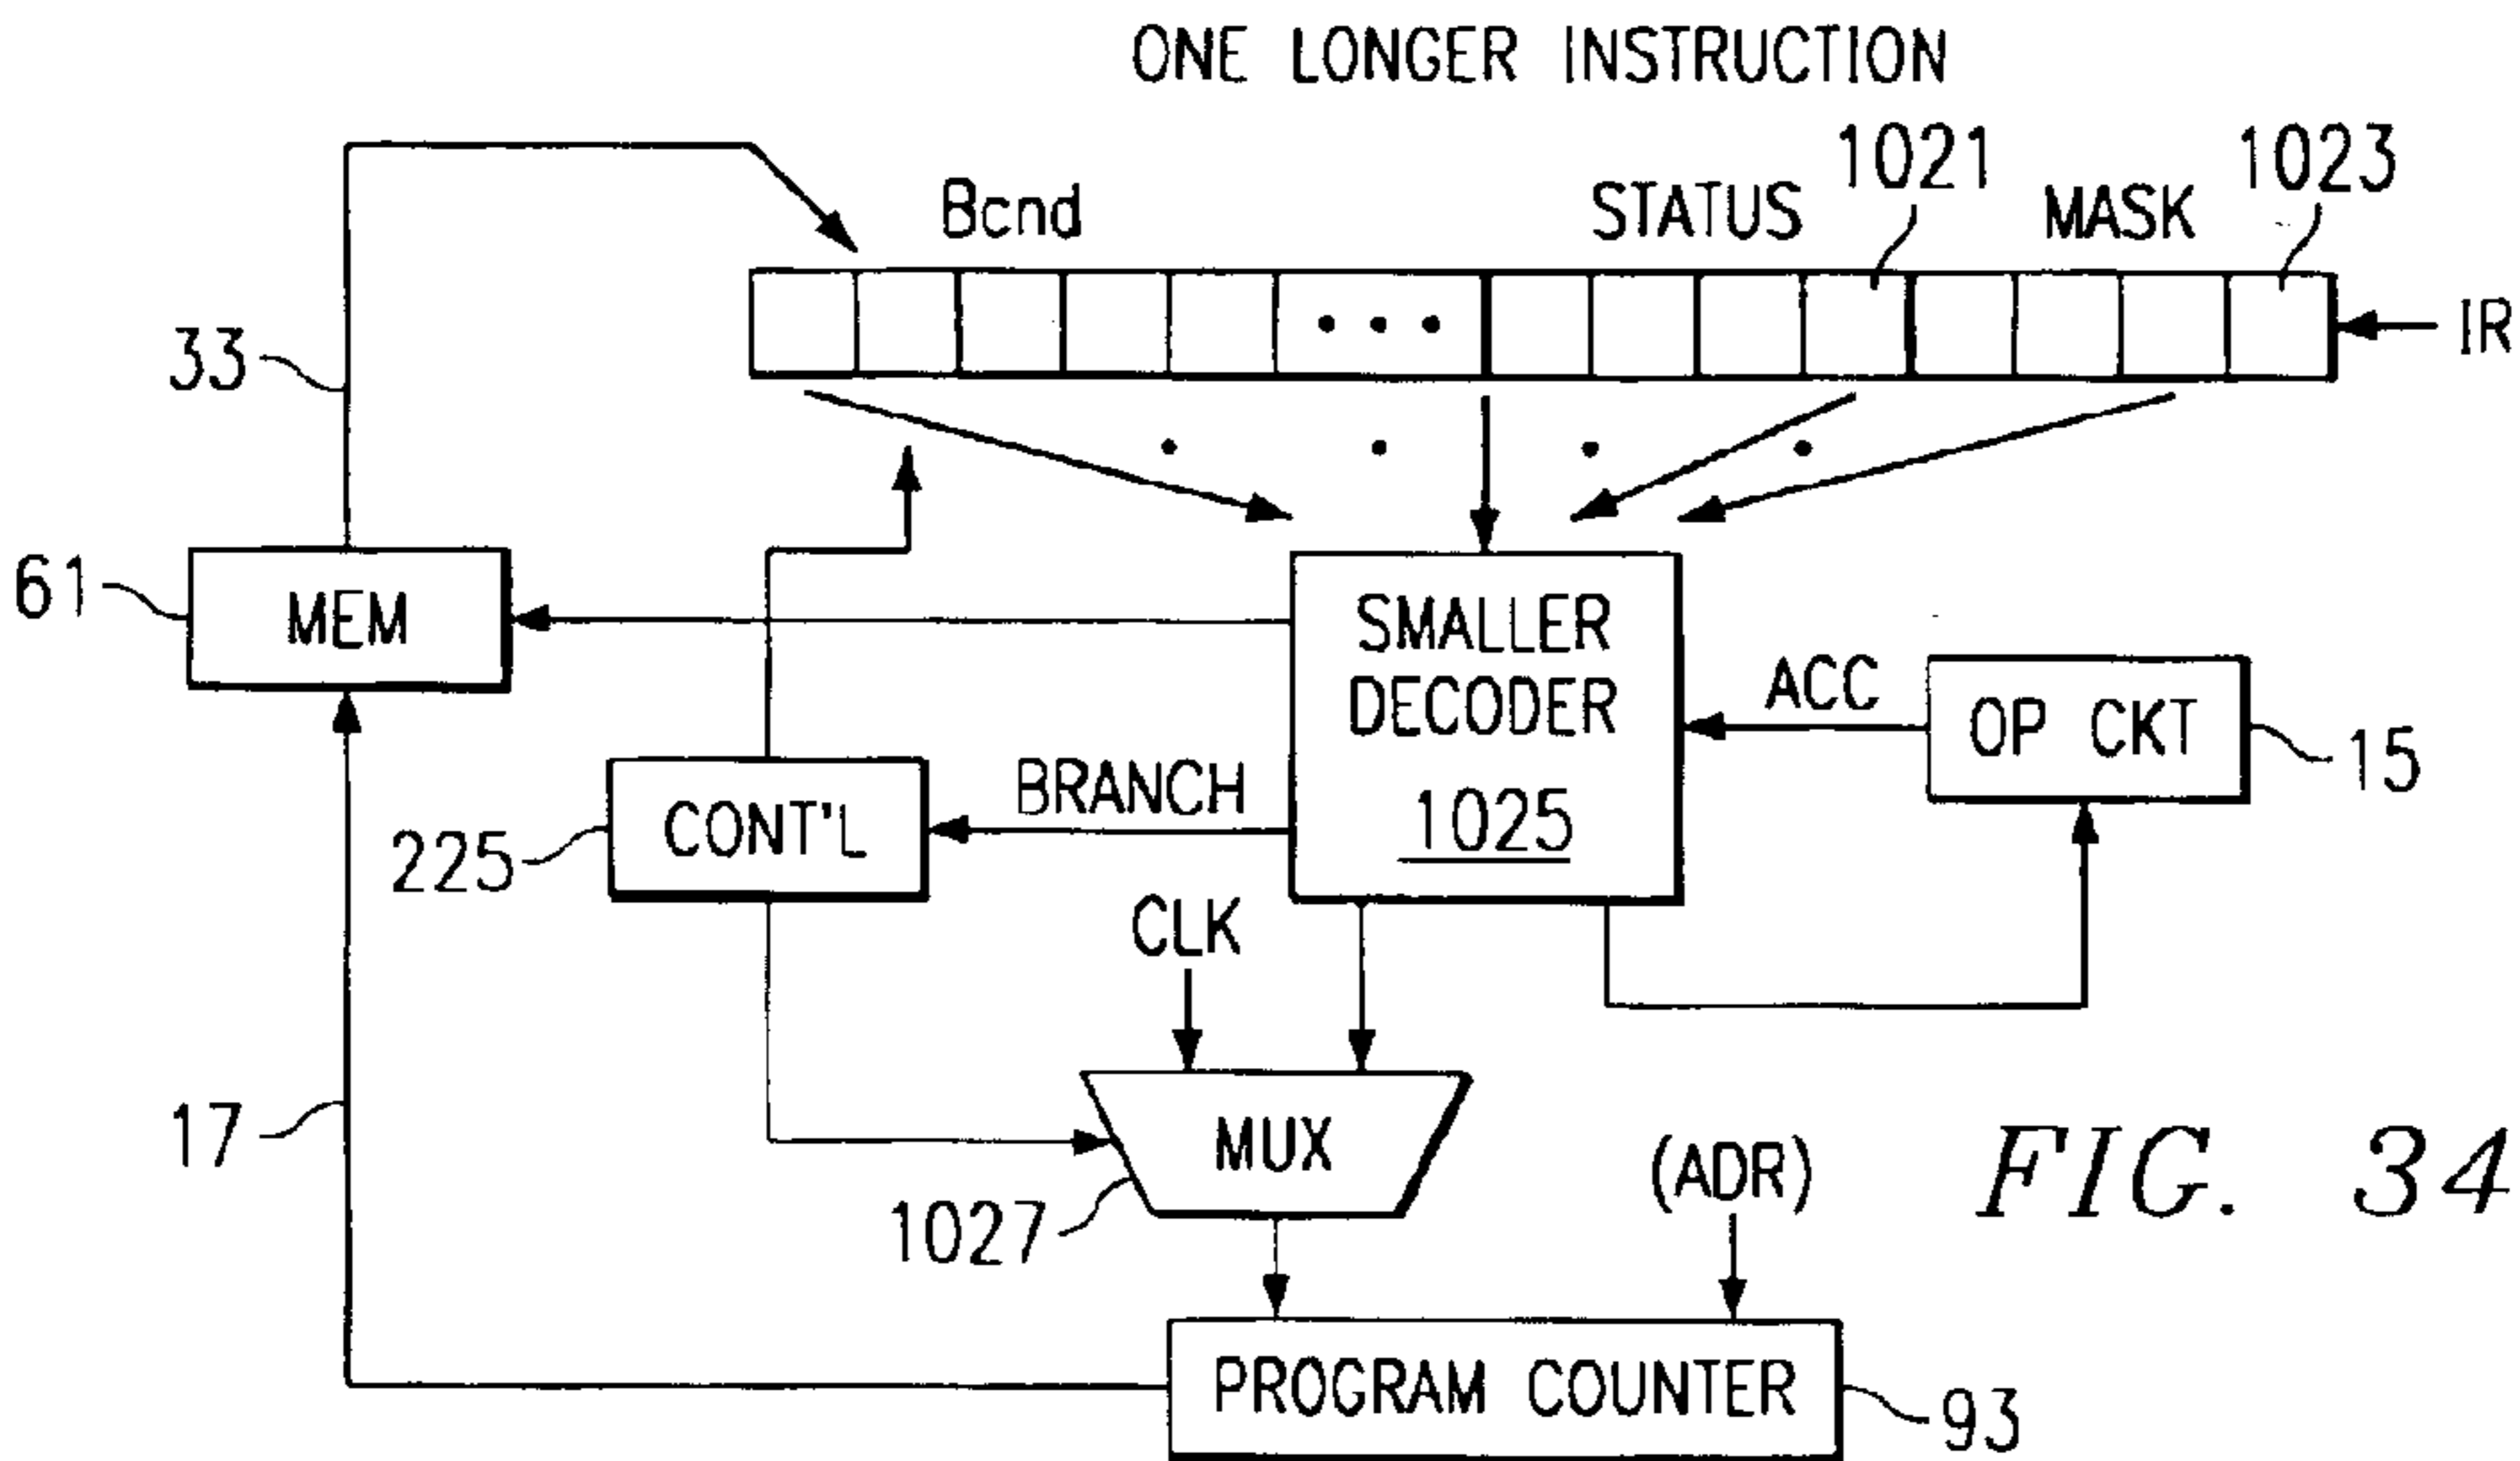 ONE LONGER INSTRUCTION
1021
1023
Bcnd
STATUS
MASK
IR
33
61
MEM
SMALLER
DECODER
1025
ACC
OP CKT
15
BRANCH
CONT'L
225
CLK
17
MUX
1027
(ADR)
FIG. 34
PROGRAM COUNTER
93